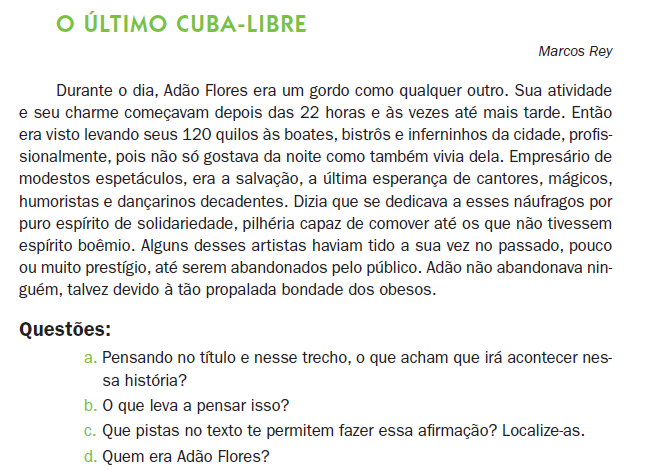 O ÚLTIMO CUBA-LIBRE
Marcos Rey
Durante o dia, Adão Flores era um gordo como qualquer outro. Sua atividade
e seu charme começavam depois das 22 horas e às vezes até mais tarde. Então
era visto levando seus 120 quilos às boates, bistrôs e inferninhos da cidade, profis-
sionalmente, pois não só gostava da noite como também vivia dela. Empresário de
modestos espetáculos, era a salvação, a última esperança de cantores, mágicos,
humoristas e dançarinos decadentes. Dizia que se dedicava a esses náufragos por
puro espírito de solidariedade, pilhéria capaz de comover até os que não tivessem
espírito boêmio. Alguns desses artistas haviam tido a sua vez no passado, pouco
ou muito prestígio, até serem abandonados pelo público. Adão não abandonava nin-
guém, talvez devido à tão propalada bondade dos obesos.
Questões:
a. Pensando no título e nesse trecho, o que acham que irá acontecer nes-
sa história?
b. O que leva a pensar isso?
c. Que pistas no texto te permitem fazer essa afirmação? Localize-as.
d. Quem era Adão Flores?